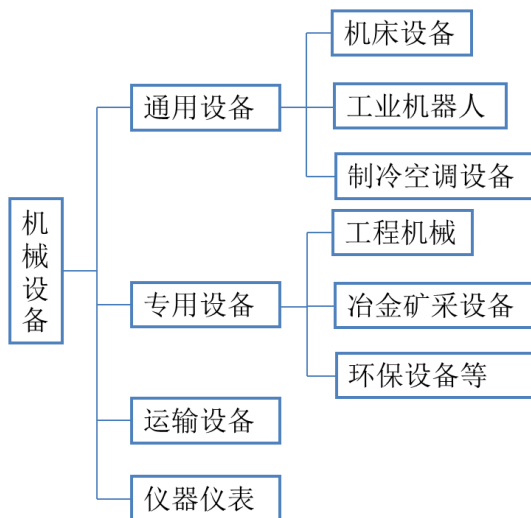 机械设备
通用设备
机床设备
工业机器人
制冷空调设备
专用设备
工程机械
冶金矿采设备
环保设备等
运输设备
仪器仪表